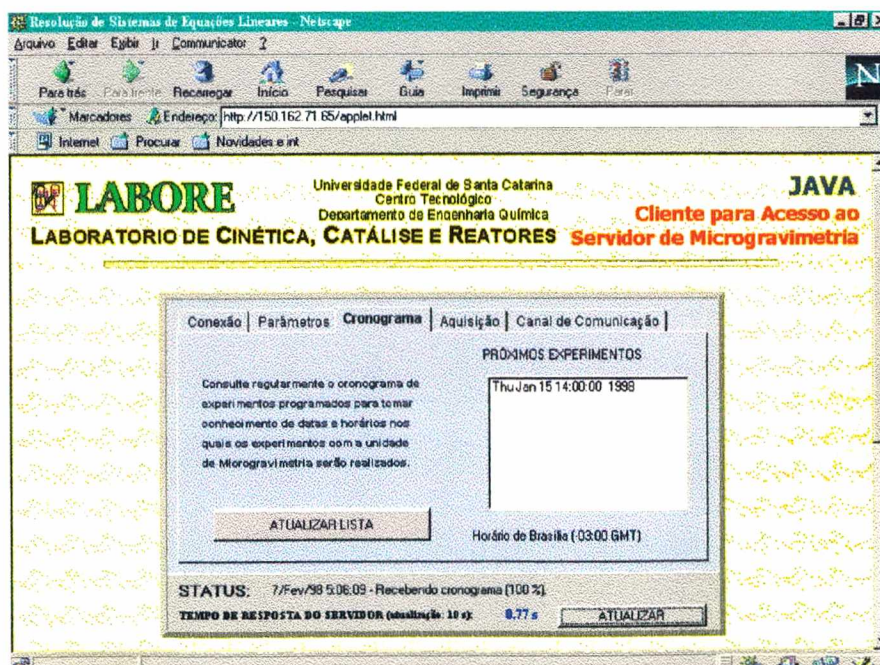 Resolução de Sistemas de Equações Lineares - Netscape
Arquivo Editar Exibir Ir Communicator ?
Para trás Para frente Recarregar Início Pesquisar Guia Imprimir Segurança Parar
N
Marcadores Endereço: http://150.162.71.65/applet.html
Internet Procurar Novidades e int
LABORE
Universidade Federal de Santa Catarina
Centro Tecnológico
Departamento de Engenharia Química
LABORATORIO DE CINÉTICA, CATÁLISE E REATORES
JAVA
Cliente para Acesso ao
Servidor de Microgravimetria
Conexão Parâmetros Cronograma Aquisição Canal de Comunicação
Consulte regularmente o cronograma de
experimentos programados para tomar
conhecimento de datas e horários nos
quais os experimentos com a unidade
de Microgravimetria serão realizados.
ATUALIZAR LISTA
PRÓXIMOS EXPERIMENTOS
Thu Jan 15 14:00:00 1998
Horário de Brasília (-03:00 GMT)
STATUS: 7/Fev/98 5:06:09 - Recebendo cronograma (100 %).
TEMPO DE RESPOSTA DO SERVIDOR (atualização: 10 s): 0,77 s ATUALIZAR